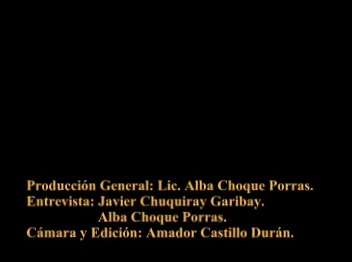 Producción General: Lic. Alba Choque Porras.
Entrevista: Javier Chuquiray Garibay.
Alba Choque Porras.
Cámara y Edición: Amador Castillo Durán.